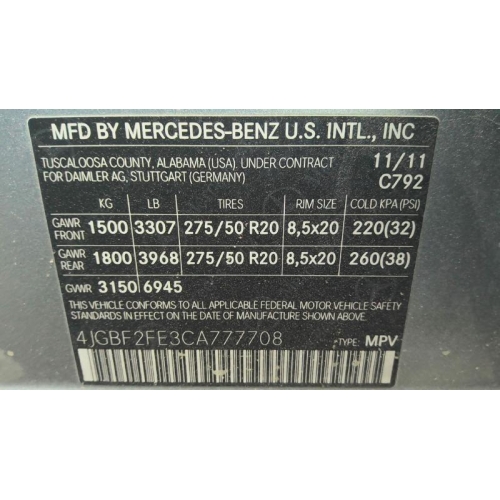 MFD BY MERCEDES-BENZ U.S. INTL., INC
TUSCALOOSA COUNTY, ALABAMA (USA). UNDER CONTRACT 11/11
FOR DAIMLER AG, STUTTGART (GERMANY) C792
KG LB TIRES RIM SIZE COLD KPA (PSI)
GAWR FRONT 1500 3307 275/50 R20 8,5x20 220(32)
GAWR REAR 1800 3968 275/50 R20 8,5x20 260(38)
GVWR 3150 6945
THIS VEHICLE CONFORMS TO ALL APPLICABLE FEDERAL MOTOR VEHICLE SAFETY
STANDARDS IN EFFECT ON THE DATE OF MANUFACTURE SHOWN ABOVE.
4JGBF2FE3CA777708 TYPE: MPV